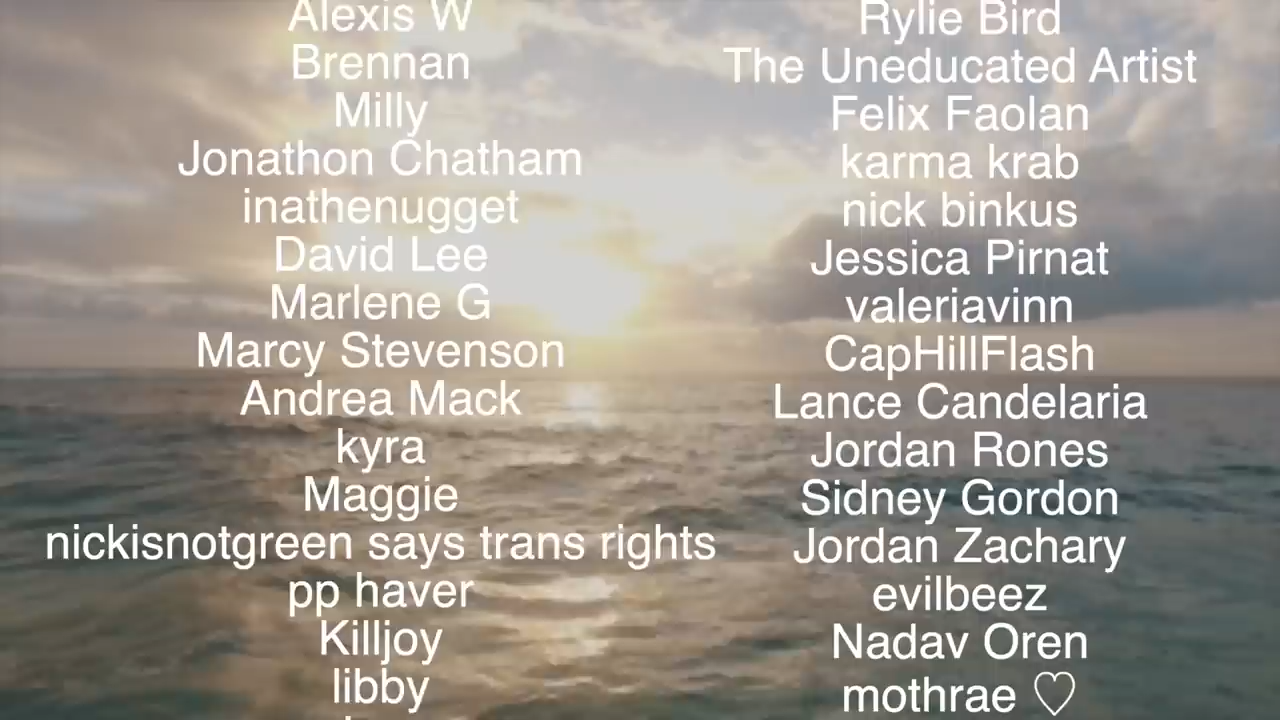 Alexis W
Brennan
Milly
Jonathon Chatham
inathenugget
David Lee
Marlene G
Marcy Stevenson
Andrea Mack
kyra
Maggie
nickisnotgreen says trans rights
pp haver
Killjoy
libby
Rylie Bird
The Uneducated Artist
Felix Faolan
karma krab
nick binkus
Jessica Pirnat
valeriavinn
CapHillFlash
Lance Candelaria
Jordan Rones
Sidney Gordon
Jordan Zachary
evilbeez
Nadav Oren
mothrae ♡